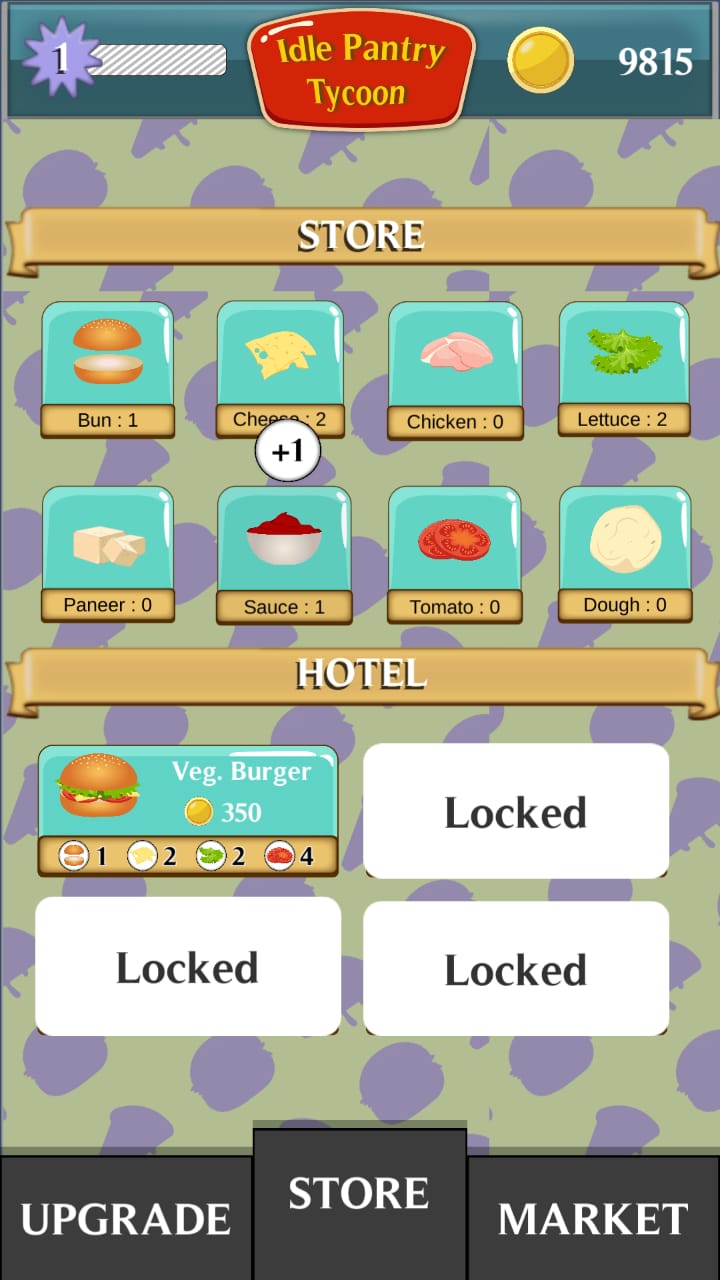 1
Idle Pantry
Tycoon
9815
STORE
Bun : 1
Cheese : 2
Chicken : 0
Lettuce : 2
+1
Paneer : 0
Sauce : 1
Tomato : 0
Dough : 0
HOTEL
Veg. Burger
350
1 2 2 4
Locked
Locked
Locked
UPGRADE
STORE
MARKET